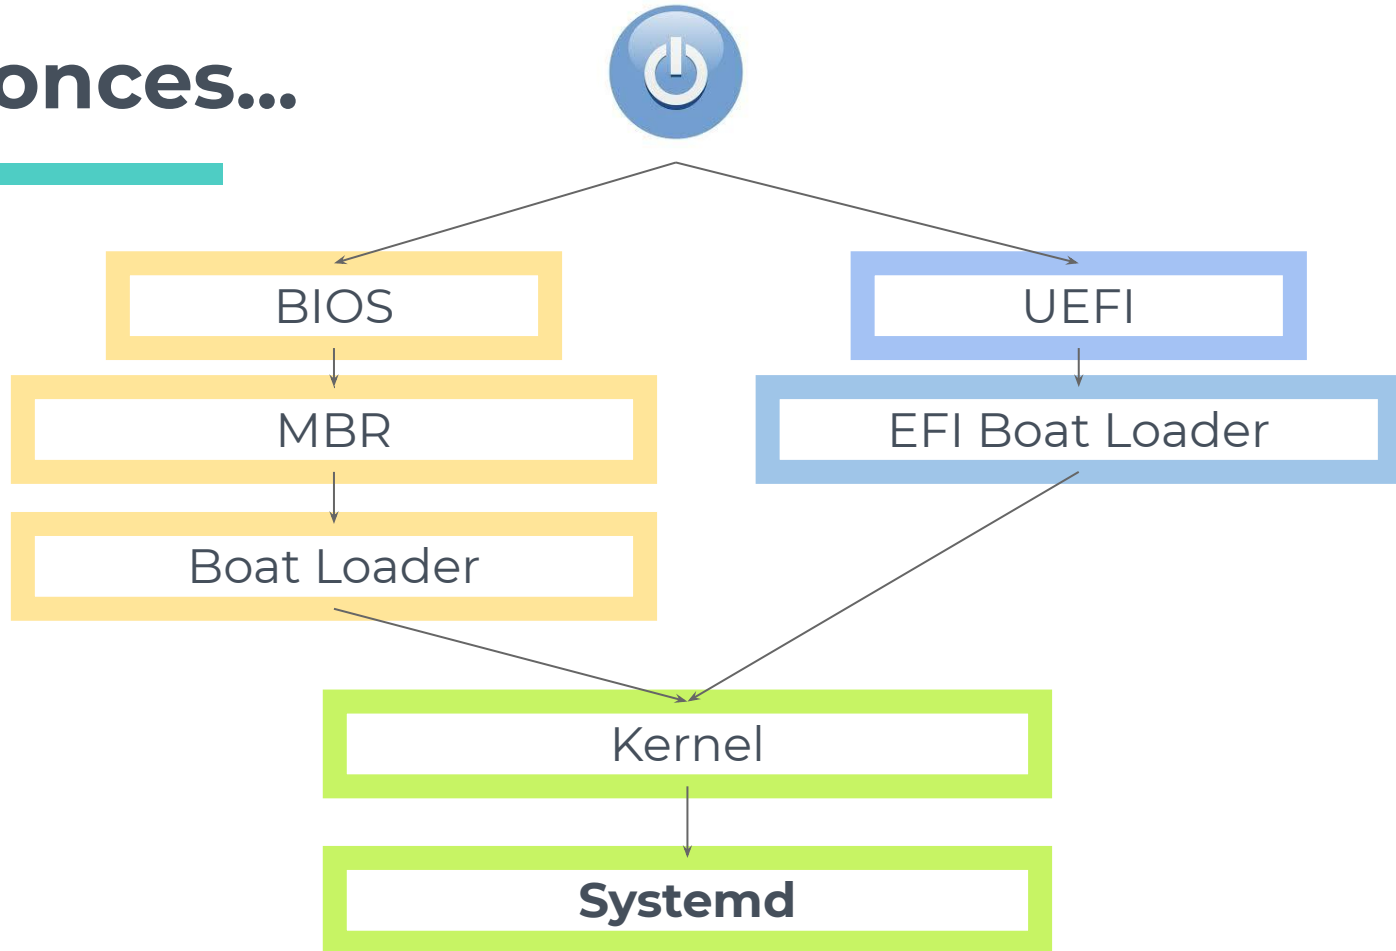 onces...
BIOS
UEFI
MBR
EFI Boat Loader
Boat Loader
Kernel
Systemd